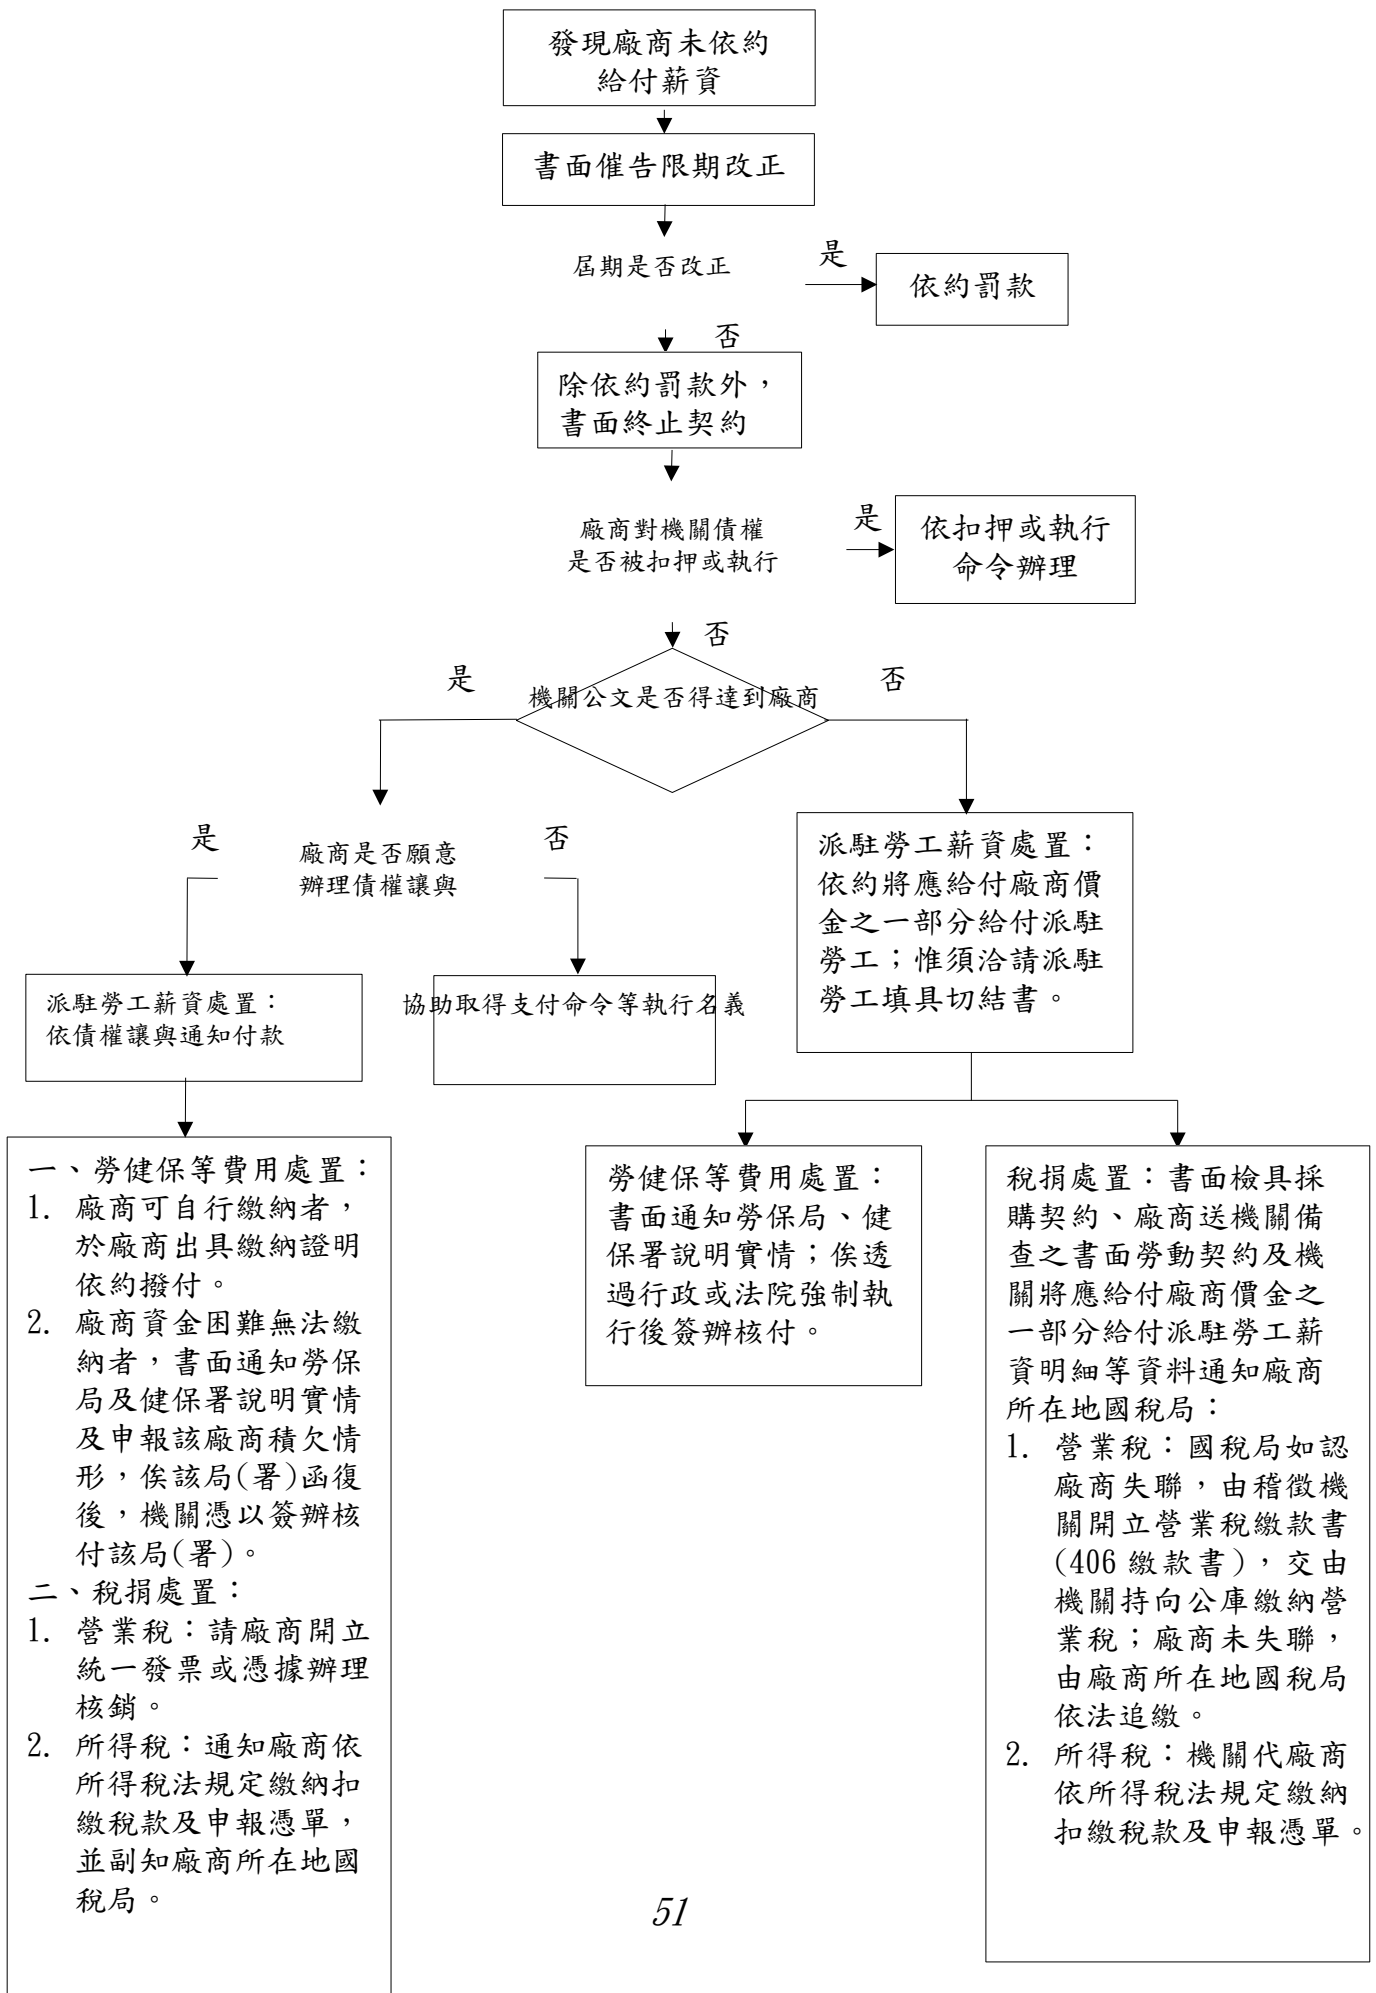 發現廠商未依約
給付薪資
書面催告限期改正
屆期是否改正
是
依約罰款
否
除依約罰款外，
書面終止契約
廠商對機關債權
是否被扣押或執行
是
依扣押或執行
命令辦理
否
機關公文是否得達到廠商
是
否
廠商是否願意
辦理債權讓與
是
否
派駐勞工薪資處置：
依債權讓與通知付款
協助取得支付命令等執行名義
派駐勞工薪資處置：
依約將應給付廠商價
金之一部分給付派駐
勞工；惟須洽請派駐
勞工填具切結書。
一、勞健保等費用處置：
1. 廠商可自行繳納者，
於廠商出具繳納證明
依約撥付。
2. 廠商資金困難無法繳
納者，書面通知勞保
局及健保署說明實情
及申報該廠商積欠情
形，俟該局(署)函復
後，機關憑以簽辦核
付該局(署)。
二、稅捐處置：
1. 營業稅：請廠商開立
統一發票或憑據辦理
核銷。
2. 所得稅：通知廠商依
所得稅法規定繳納扣
繳稅款及申報憑單，
並副知廠商所在地國
稅局。
勞健保等費用處置：
書面通知勞保局、健
保署說明實情；俟透
過行政或法院強制執
行後簽辦核付。
稅捐處置：書面檢具採
購契約、廠商送機關備
查之書面勞動契約及機
關將應給付廠商價金之
一部分給付派駐勞工薪
資明細等資料通知廠商
所在地國稅局：
1. 營業稅：國稅局如認
廠商失聯，由稽徵機
關開立營業稅繳款書
(406 繳款書)，交由
機關持向公庫繳納營
業稅；廠商未失聯，
由廠商所在地國稅局
依法追繳。
2. 所得稅：機關代廠商
依所得稅法規定繳納
扣繳稅款及申報憑單。
51